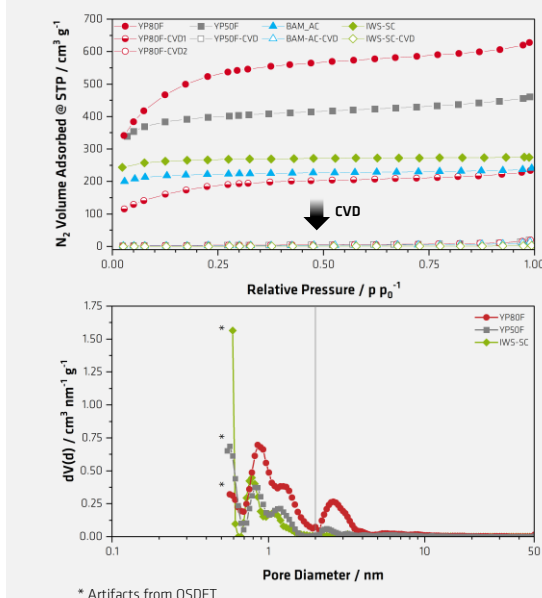 YP80F YP50F BAM_AC IWS-SC
YP80F-CVD1 YP50F-CVD BAM-AC-CVD IWS-SC-CVD
YP80F-CVD2
N₂ Volume Adsorbed @ STP / cm³ g⁻¹
700
600
500
400
300
200
100
0
CVD
0.00 0.25 0.50 0.75 1.00
Relative Pressure / p p₀⁻¹
YP80F
YP50F
IWS-SC
dV(d) / cm³ nm⁻¹ g⁻¹
1.75
1.50
1.25
1.00
0.75
0.50
0.25
0.00
*
*
*
0.1 1 10 50
Pore Diameter / nm
* Artifacts from QSDFT